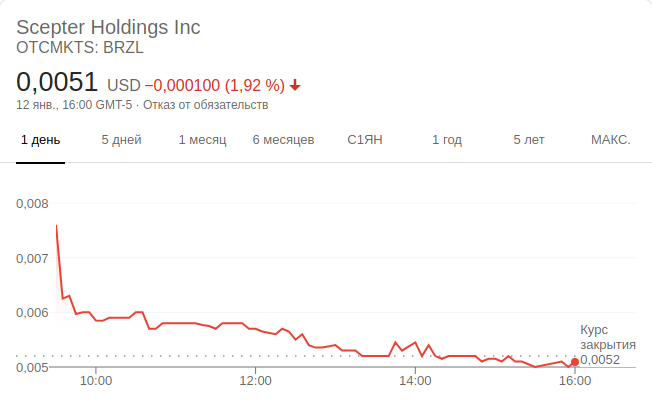 Scepter Holdings Inc
OTCMKTS: BRZL
0,0051 USD −0,000100 (1,92 %)
12 янв., 16:00 GMT-5 · Отказ от обязательств
1 день 5 дней 1 месяц 6 месяцев С1ЯН 1 год 5 лет МАКС.
0,008
0,007
0,006
0,005
Курс
закрытия
0,0052
10:00 12:00 14:00 16:00